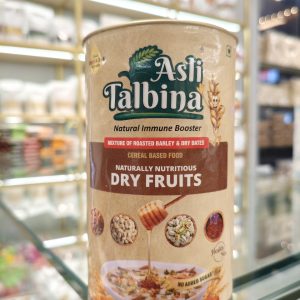 Asli
Talbina
Natural Immune Booster
MIXTURE OF ROASTED BARLEY & DRY DATES
CEREAL BASED FOOD
NATURALLY NUTRITIOUS
DRY FRUITS
NO ADDED SUGAR